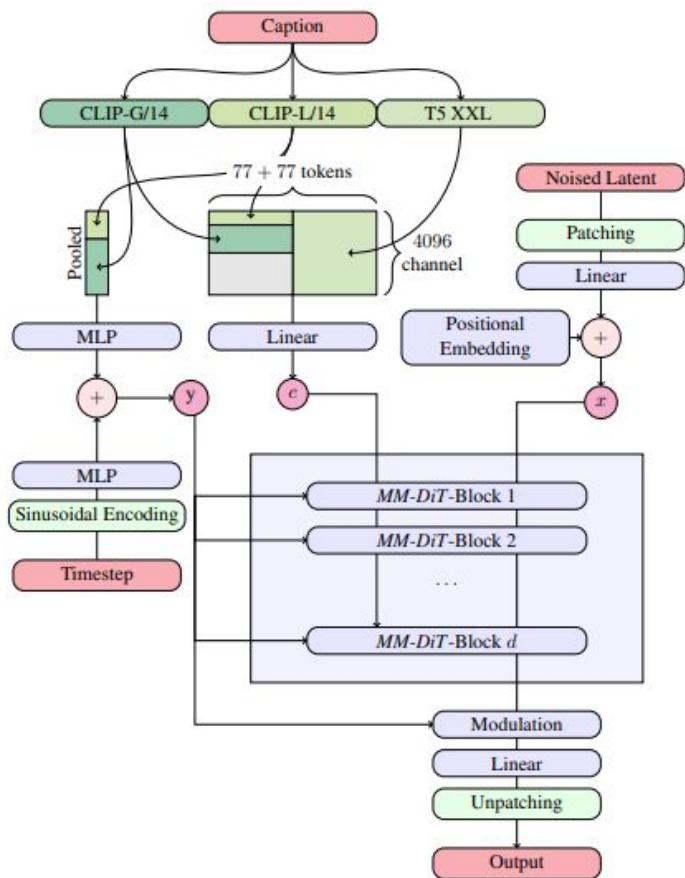 Caption
CLIP-G/14
CLIP-L/14
T5 XXL
77 + 77 tokens
Noised Latent
Patching
Linear
Pooled
4096
channel
MLP
Linear
Positional
Embedding
+
+
y
c
x
MLP
Sinusoidal Encoding
Timestep
MM-DiT-Block 1
MM-DiT-Block 2
. . .
MM-DiT-Block d
Modulation
Linear
Unpatching
Output